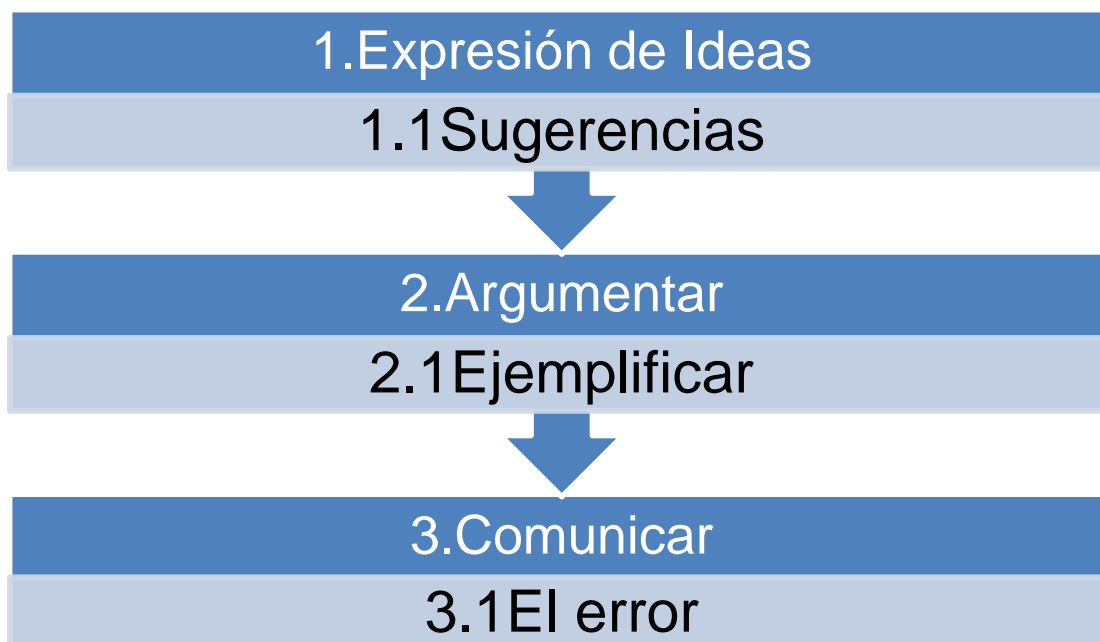 1.Expresión de Ideas
1.1Sugerencias
2.Argumentar
2.1Ejemplificar
3.Comunicar
3.1El error